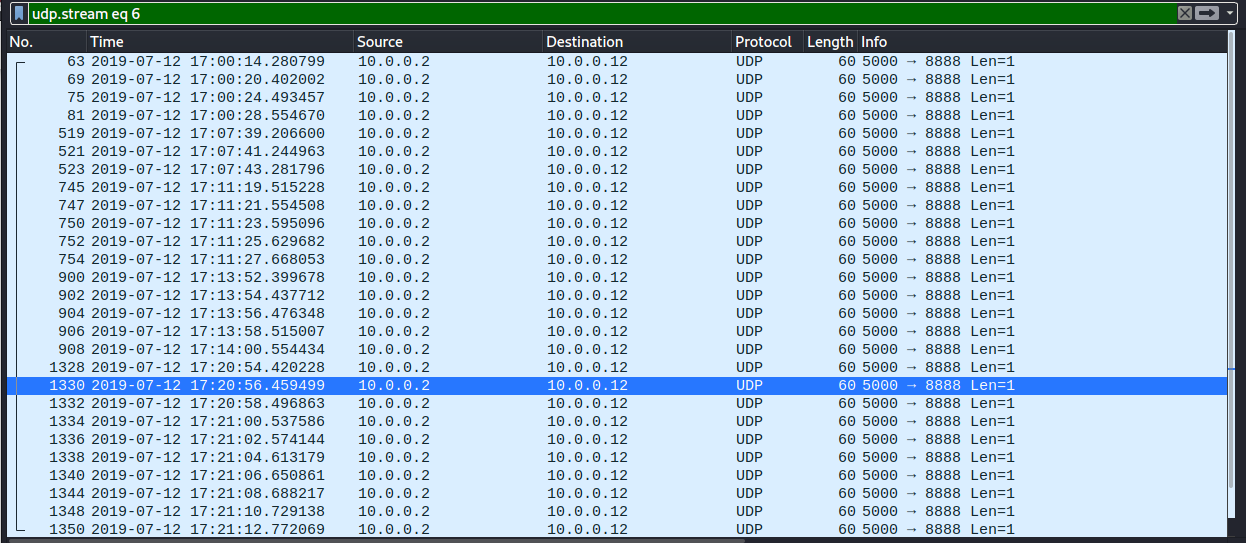 udp.stream eq 6
No. Time Source Destination Protocol Length Info
63 2019-07-12 17:00:14.280799 10.0.0.2 10.0.0.12 UDP 60 5000 → 8888 Len=1
69 2019-07-12 17:00:20.402002 10.0.0.2 10.0.0.12 UDP 60 5000 → 8888 Len=1
75 2019-07-12 17:00:24.493457 10.0.0.2 10.0.0.12 UDP 60 5000 → 8888 Len=1
81 2019-07-12 17:00:28.554670 10.0.0.2 10.0.0.12 UDP 60 5000 → 8888 Len=1
519 2019-07-12 17:07:39.206600 10.0.0.2 10.0.0.12 UDP 60 5000 → 8888 Len=1
521 2019-07-12 17:07:41.244963 10.0.0.2 10.0.0.12 UDP 60 5000 → 8888 Len=1
523 2019-07-12 17:07:43.281796 10.0.0.2 10.0.0.12 UDP 60 5000 → 8888 Len=1
745 2019-07-12 17:11:19.515228 10.0.0.2 10.0.0.12 UDP 60 5000 → 8888 Len=1
747 2019-07-12 17:11:21.554508 10.0.0.2 10.0.0.12 UDP 60 5000 → 8888 Len=1
750 2019-07-12 17:11:23.595096 10.0.0.2 10.0.0.12 UDP 60 5000 → 8888 Len=1
752 2019-07-12 17:11:25.629682 10.0.0.2 10.0.0.12 UDP 60 5000 → 8888 Len=1
754 2019-07-12 17:11:27.668053 10.0.0.2 10.0.0.12 UDP 60 5000 → 8888 Len=1
900 2019-07-12 17:13:52.399678 10.0.0.2 10.0.0.12 UDP 60 5000 → 8888 Len=1
902 2019-07-12 17:13:54.437712 10.0.0.2 10.0.0.12 UDP 60 5000 → 8888 Len=1
904 2019-07-12 17:13:56.476348 10.0.0.2 10.0.0.12 UDP 60 5000 → 8888 Len=1
906 2019-07-12 17:13:58.515007 10.0.0.2 10.0.0.12 UDP 60 5000 → 8888 Len=1
908 2019-07-12 17:14:00.554434 10.0.0.2 10.0.0.12 UDP 60 5000 → 8888 Len=1
1328 2019-07-12 17:20:54.420228 10.0.0.2 10.0.0.12 UDP 60 5000 → 8888 Len=1
1330 2019-07-12 17:20:56.459499 10.0.0.2 10.0.0.12 UDP 60 5000 → 8888 Len=1
1332 2019-07-12 17:20:58.496863 10.0.0.2 10.0.0.12 UDP 60 5000 → 8888 Len=1
1334 2019-07-12 17:21:00.537586 10.0.0.2 10.0.0.12 UDP 60 5000 → 8888 Len=1
1336 2019-07-12 17:21:02.574144 10.0.0.2 10.0.0.12 UDP 60 5000 → 8888 Len=1
1338 2019-07-12 17:21:04.613179 10.0.0.2 10.0.0.12 UDP 60 5000 → 8888 Len=1
1340 2019-07-12 17:21:06.650861 10.0.0.2 10.0.0.12 UDP 60 5000 → 8888 Len=1
1344 2019-07-12 17:21:08.688217 10.0.0.2 10.0.0.12 UDP 60 5000 → 8888 Len=1
1348 2019-07-12 17:21:10.729138 10.0.0.2 10.0.0.12 UDP 60 5000 → 8888 Len=1
1350 2019-07-12 17:21:12.772069 10.0.0.2 10.0.0.12 UDP 60 5000 → 8888 Len=1